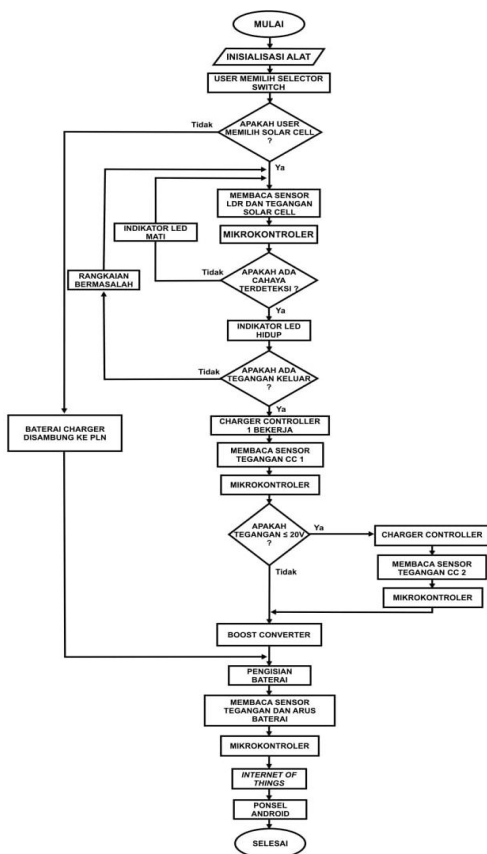 MULAI
INISIALISASI ALAT
USER MEMILIH SELECTOR
SWITCH
Tidak
APAKAH USER
MEMILIH SOLAR CELL
?
Ya
MEMBACA SENSOR
LDR DAN TEGANGAN
SOLAR CELL
INDIKATOR LED
MATI
MIKROKONTROLER
RANGKAIAN
BERMASALAH
Tidak
APAKAH ADA
CAHAYA
TERDETEKSI ?
Ya
INDIKATOR LED
HIDUP
Tidak
APAKAH ADA
TEGANGAN KELUAR
?
Ya
BATERAI CHARGER
DISAMBUNG KE PLN
CHARGER CONTROLLER
1 BEKERJA
MEMBACA SENSOR
TEGANGAN CC 1
MIKROKONTROLER
APAKAH
TEGANGAN ≤ 20V
?
Ya
CHARGER CONTROLLER
MEMBACA SENSOR
TEGANGAN CC 2
MIKROKONTROLER
Tidak
BOOST CONVERTER
PENGISIAN
BATERAI
MEMBACA SENSOR
TEGANGAN DAN ARUS
BATERAI
MIKROKONTROLER
INTERNET OF
THINGS
PONSEL
ANDROID
SELESAI